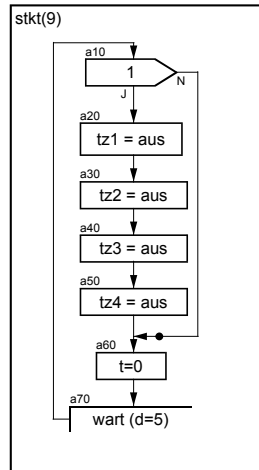 stkt(9)
a10
1
N
J
a20
tz1 = aus
a30
tz2 = aus
a40
tz3 = aus
a50
tz4 = aus
a60
t=0
a70
wart (d=5)